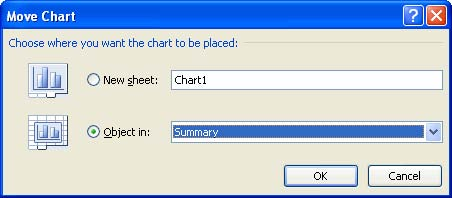 Move Chart
Choose where you want the chart to be placed:
New sheet: Chart1
Object in: Summary
OK Cancel